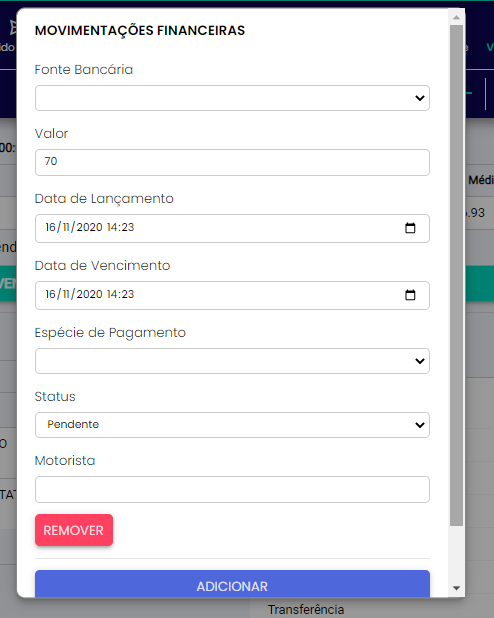 MOVIMENTAÇÕES FINANCEIRAS
Fonte Bancária
Valor
70
Data de Lançamento
16/11/2020 14:23
Data de Vencimento
16/11/2020 14:23
Espécie de Pagamento
Status
Pendente
Motorista
REMOVER
ADICIONAR
Transferência